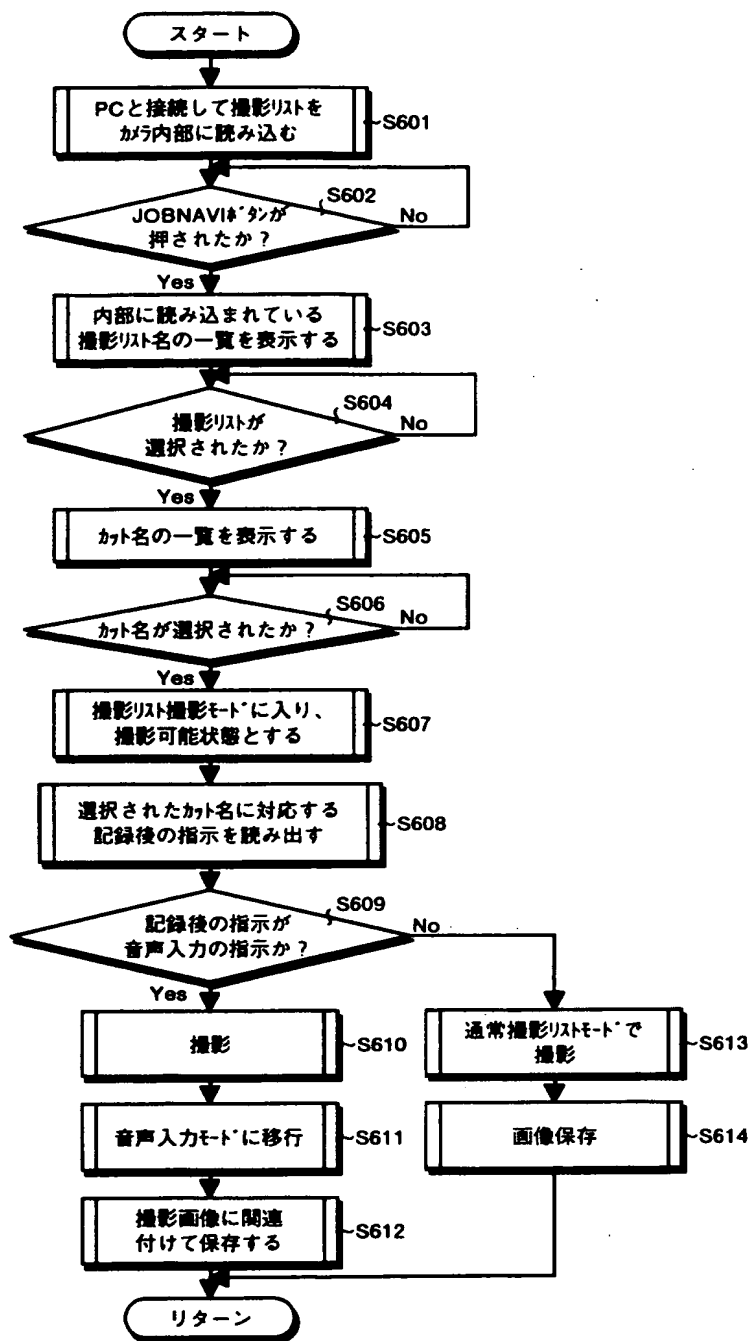 スタート
PCと接続して撮影リストを
カメラ内部に読み込む
S601
S602
JOBNAVIボタンが
押されたか？
No
Yes
内部に読み込まれている
撮影リスト名の一覧を表示する
S603
S604
撮影リストが
選択されたか？
No
Yes
カット名の一覧を表示する
S605
S606
カット名が選択されたか？
No
Yes
撮影リスト撮影モードに入り、
撮影可能状態とする
S607
選択されたカット名に対応する
記録後の指示を読み出す
S608
S609
記録後の指示が
音声入力の指示か？
No
Yes
撮影
S610
通常撮影リストモードで
撮影
S613
音声入力モードに移行
S611
画像保存
S614
撮影画像に関連
付けて保存する
S612
リターン